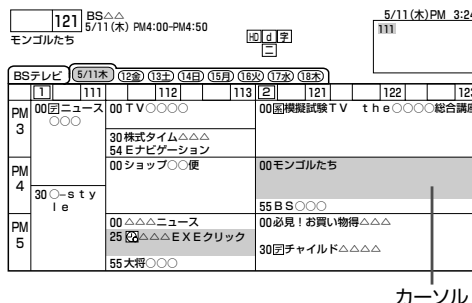 121 BS△△
5/11(木) PM4:00-PM4:50
モンゴルたち
HD d 字
二
5/11(木)PM 3:24
111
BSテレビ 5/11木 (12金) (13土) (14日) (15月) (16火) (17水) (18木)
1 111 112 113 2 121 122 123
PM 3
00 字 ニュース○○○
00 TV○○○○
30 株式タイム△△△
54 Eナビゲーション
模擬試験TV the○○○○総合講座
PM 4
30 ○-style
00 ショップ○○便
00 モンゴルたち
55 BS○○○
PM 5
00 △△△ニュース
25 △△△EXEクリック
55 大将○○○
00 必見!お買い物得△△△
30 字 チャイルド△△△△
カーソル